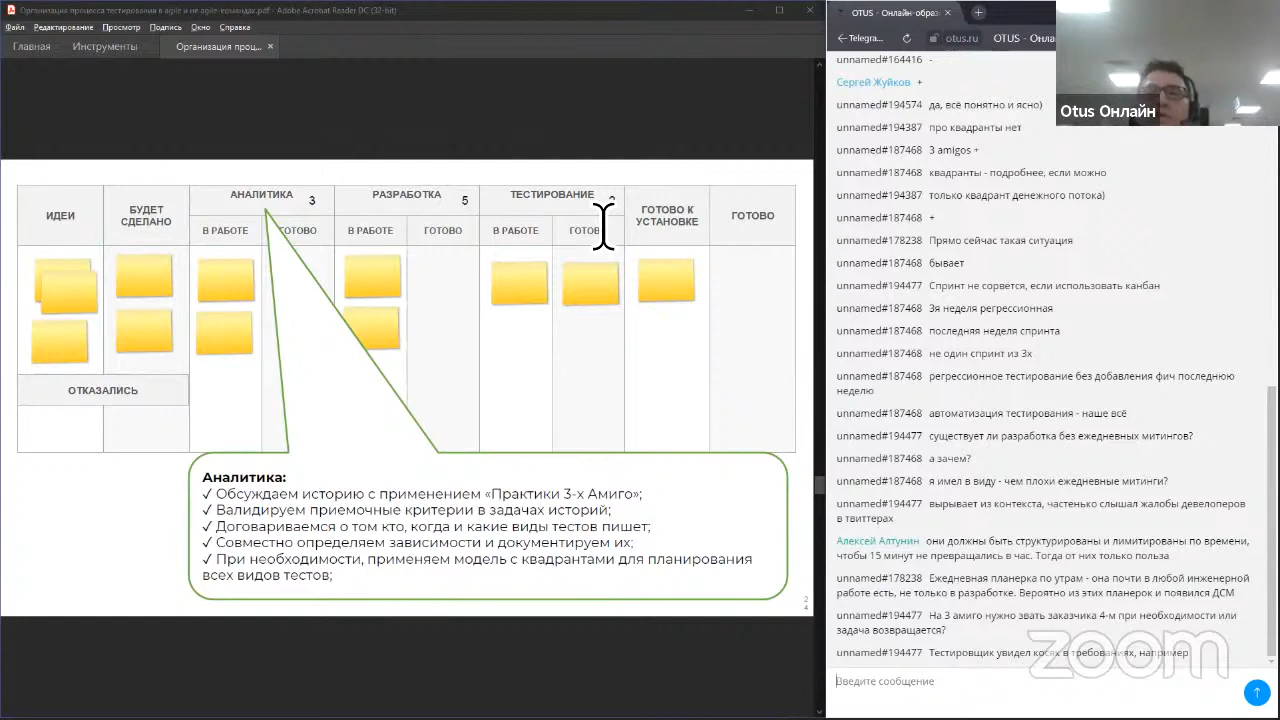 Организация процесса тестирования в agile и не agile-командах.pdf - Adobe Acrobat Reader DC (32-bit)
Файл Редактирование Просмотр Подпись Окно Справка
Главная Инструменты Организация проц... ×
ИДЕИ
БУДЕТ
СДЕЛАНО
АНАЛИТИКА 3
В РАБОТЕ ГОТОВО
РАЗРАБОТКА 5
В РАБОТЕ ГОТОВО
ТЕСТИРОВАНИЕ
В РАБОТЕ
ГОТОВО К
УСТАНОВКЕ
ГОТОВО
ОТКАЗАЛИСЬ
Аналитика:
✓ Обсуждаем историю с применением «Практики 3-х Амиго»;
✓ Валидируем приемочные критерии в задачах историй;
✓ Договариваемся о том кто, когда и какие виды тестов пишет;
✓ Совместно определяем зависимости и документируем их;
✓ При необходимости, применяем модель с квадрантами для планирования
всех видов тестов;
2
4
OTUS - Онлайн-образ ×
Telegra... otus.ru OTUS - Онла
unnamed#164416 -
Сергей Жуйков +
unnamed#194574 да, всё понятно и ясно)
unnamed#194387 про квадранты нет
unnamed#187468 3 amigos +
unnamed#187468 квадранты - подробнее, если можно
unnamed#194387 только квадрант денежного потока)
unnamed#187468 +
unnamed#178238 Прямо сейчас такая ситуация
unnamed#187468 бывает
unnamed#194477 Спринт не сорвется, если использовать канбан
unnamed#187468 3я неделя регрессионная
unnamed#187468 последняя неделя спринта
unnamed#187468 не один спринт из 3х
unnamed#187468 регрессионное тестирование без добавления фич последнюю
неделю
unnamed#187468 автоматизация тестирования - наше всё
unnamed#194477 существует ли разработка без ежедневных митингов?
unnamed#187468 а зачем?
unnamed#187468 я имел в виду - чем плохи ежедневные митинги?
unnamed#194477 вырывает из контекста, частенько слышал жалобы девелоперов
в твиттерах
Алексей Алтунин они должны быть структурированы и лимитированы по времени,
чтобы 15 минут не превращались в час. Тогда от них только польза
unnamed#178238 Ежедневная планерка по утрам - она почти в любой инженерной
работе есть, не только в разработке. Вероятно из этих планерок и появился ДСМ
unnamed#194477 На 3 амиго нужно звать заказчика 4-м при необходимости или
задача возвращается?
unnamed#194477 Тестировщик увидел косяк в требованиях, например
Введите сообщение
Otus Онлайн
zoom